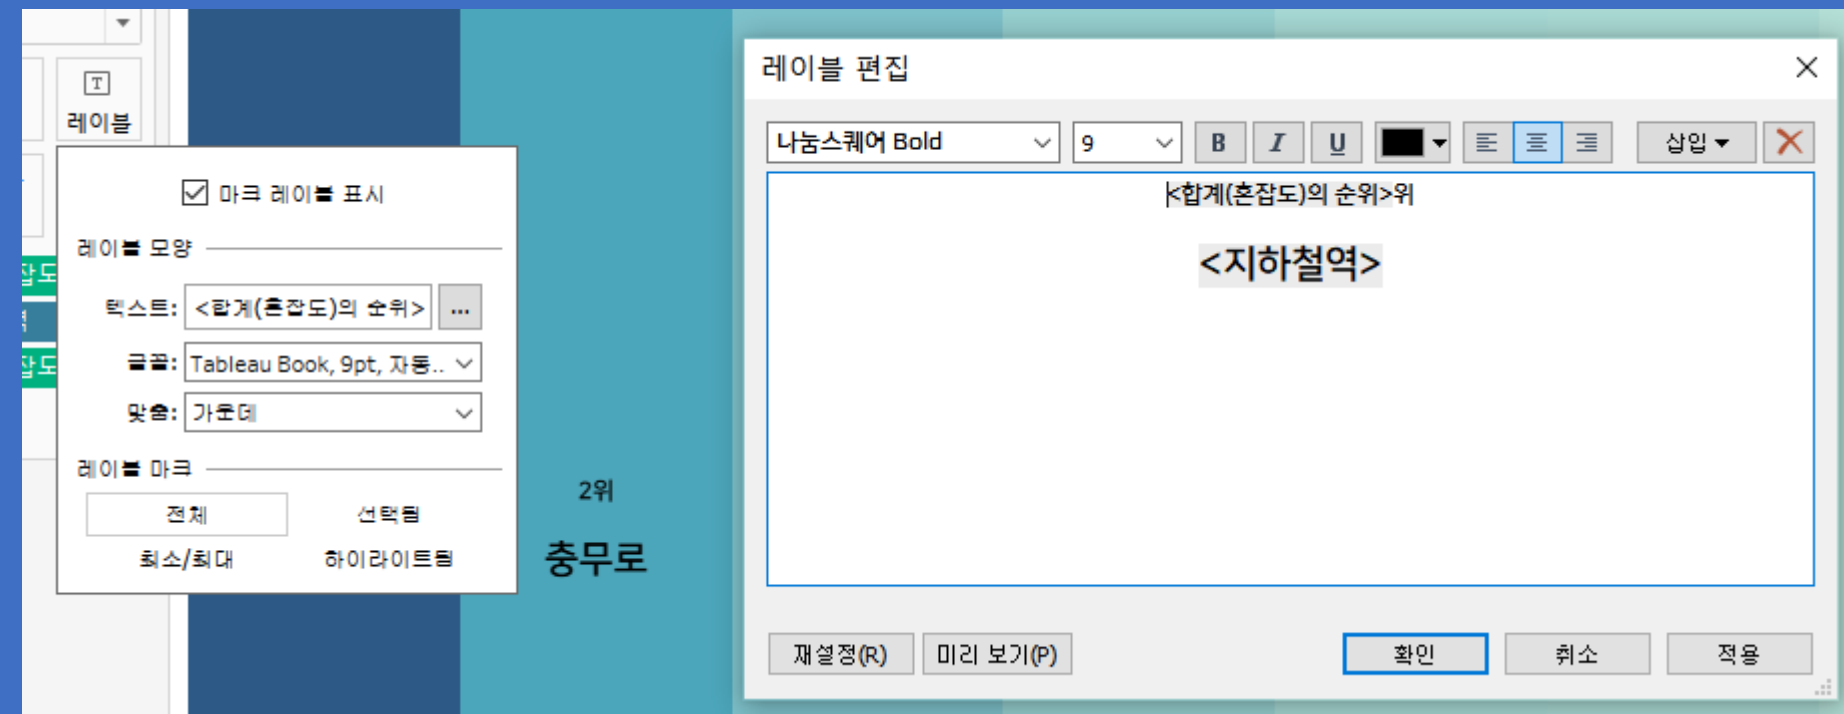 레이블
마크 레이블 표시
레이블 모양
텍스트: <합계(혼잡도)의 순위> ...
글꼴: Tableau Book, 9pt, 자동..
맞춤: 가운데
레이블 마크
전체 선택됨
최소/최대 하이라이트됨
잡도
잡도
2위
충무로
레이블 편집
나눔스퀘어 Bold 9 B I U 삽입
<합계(혼잡도)의 순위>위
<지하철역>
재설정(R) 미리 보기(P) 확인 취소 적용